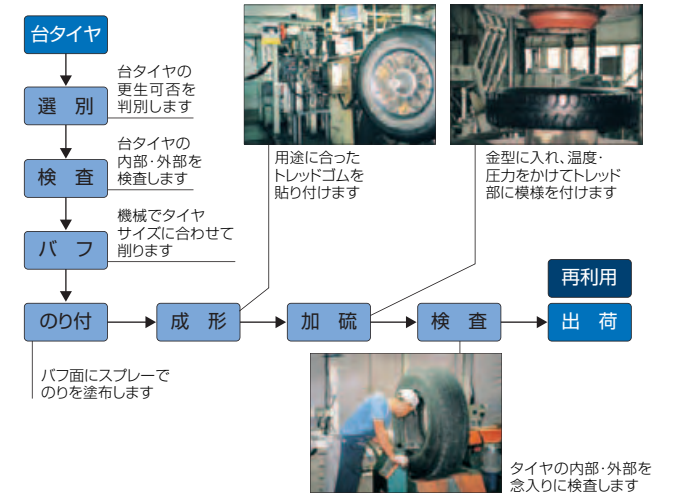 台タイヤ
台タイヤの
更生可否を
判別します
選 別
台タイヤの
内部・外部を
検査します
検 査
機械でタイヤ
サイズに合わせて
削ります
バ フ
用途に合った
トレッドゴムを
貼り付けます
金型に入れ、温度・
圧力をかけてトレッド
部に模様を付けます
再利用
のり付
成 形
加 硫
検 査
出 荷
バフ面にスプレーで
のりを塗布します
タイヤの内部・外部を
念入りに検査します